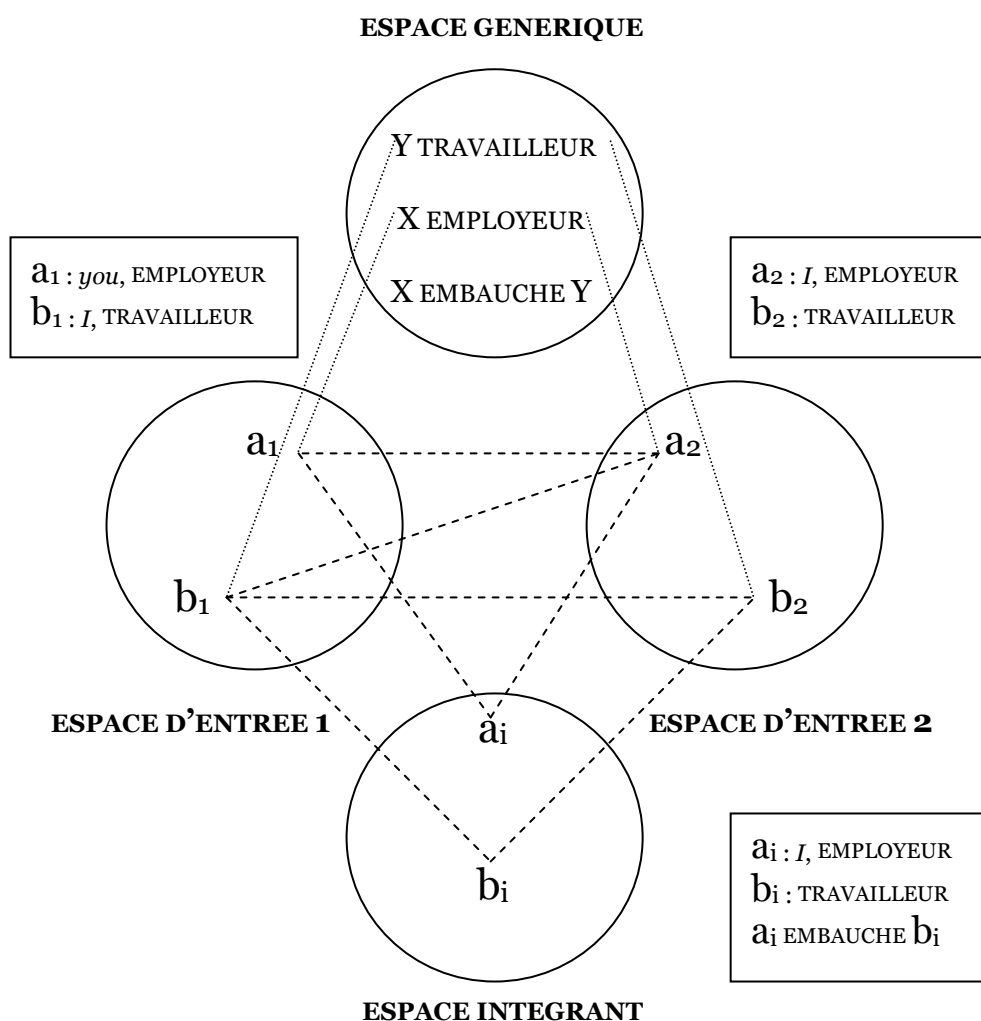 ESPACE GENERIQUE
Y TRAVAILLEUR
X EMPLOYEUR
X EMBAUCHE Y
a1 : you, EMPLOYEUR
b1 : I, TRAVAILLEUR
a2 : I, EMPLOYEUR
b2 : TRAVAILLEUR
a1
a2
b1
b2
ESPACE D’ENTREE 1
ESPACE D’ENTREE 2
ai
bi
ai : I, EMPLOYEUR
bi : TRAVAILLEUR
ai EMBAUCHE bi
ESPACE INTEGRANT